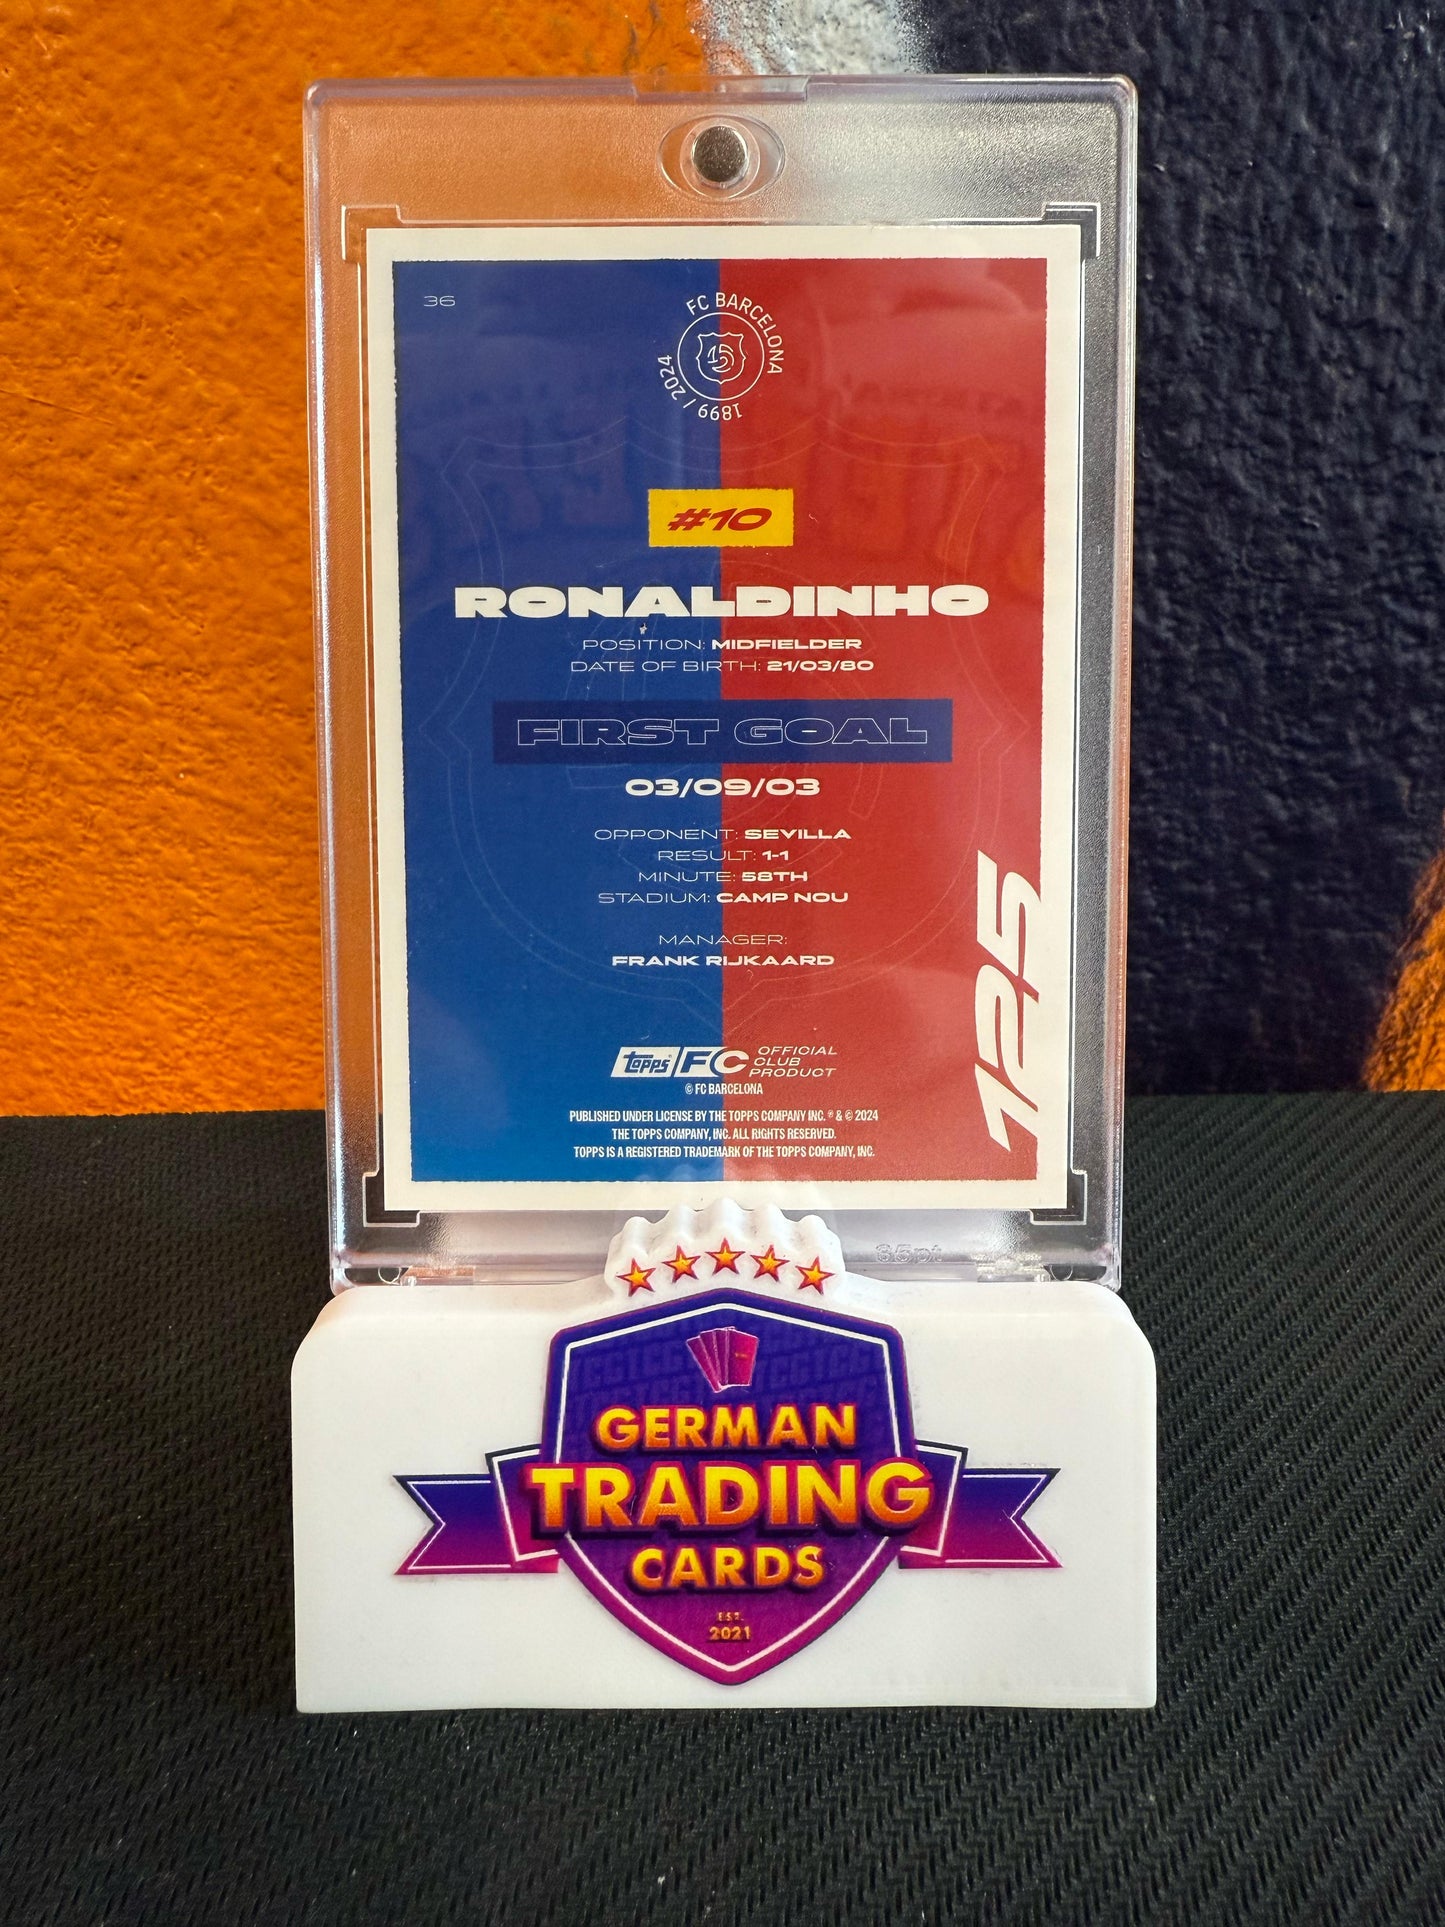 36
FC BARCELONA
1899 / 2024
#10
RONALDINHO
POSITION: MIDFIELDER
DATE OF BIRTH: 21/03/80
FIRST GOAL
03/09/03
OPPONENT: SEVILLA
RESULT: 1-1
MINUTE: 58TH
STADIUM: CAMP NOU
MANAGER:
FRANK RIJKAARD
125
Topps FC OFFICIAL
CLUB
PRODUCT
© FC BARCELONA
PUBLISHED UNDER LICENSE BY THE TOPPS COMPANY INC.® & © 2024
THE TOPPS COMPANY, INC. ALL RIGHTS RESERVED.
TOPPS IS A REGISTERED TRADEMARK OF THE TOPPS COMPANY, INC.
35pt
GERMAN
TRADING
CARDS
EST.
2021